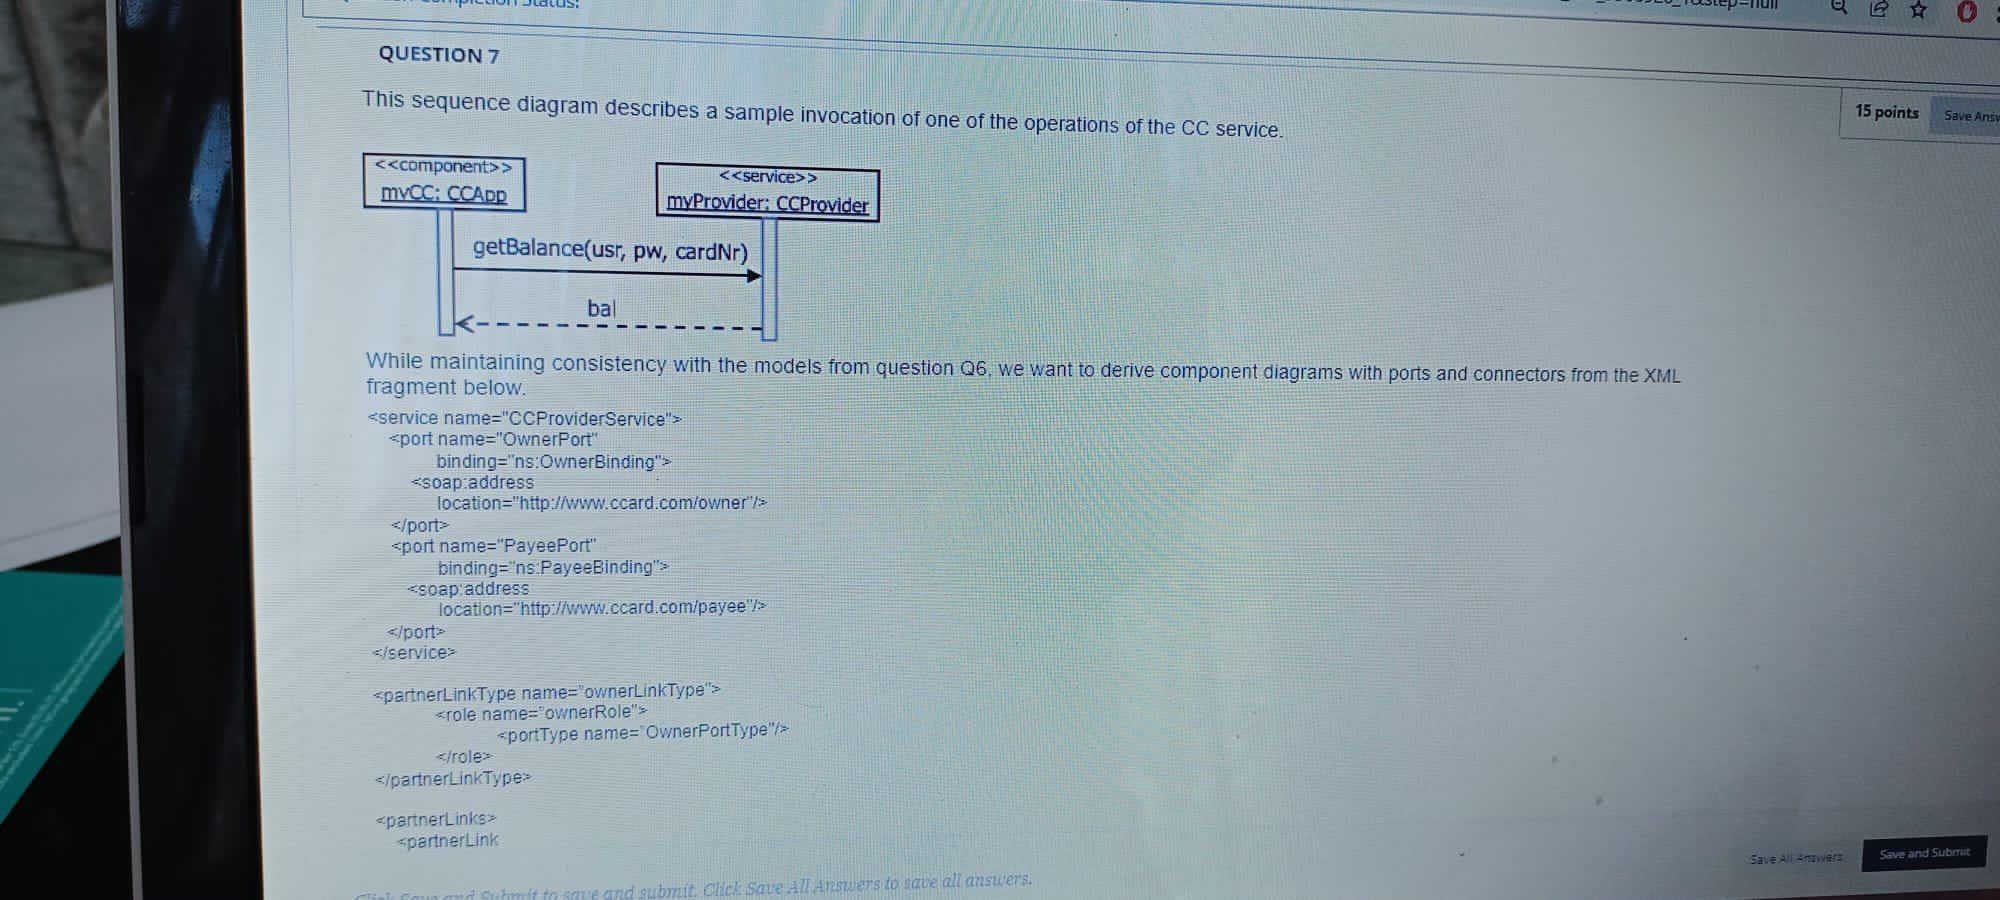 Completion Status:
QUESTION 7
15 points
Save Answ
This sequence diagram describes a sample invocation of one of the operations of the CC service.
<<component>>
myCC: CCApp
<<service>>
myProvider: CCProvider
getBalance(usr, pw, cardNr)
bal
While maintaining consistency with the models from question Q6, we want to derive component diagrams with ports and connectors from the XML
fragment below.
<service name="CCProviderService">
<port name="OwnerPort"
binding="ns:OwnerBinding">
<soap:address
location="http://www.ccard.com/owner"/>
</port>
<port name="PayeePort"
binding="ns:PayeeBinding">
<soap:address
location="http://www.ccard.com/payee"/>
</port>
</service>
<partnerLinkType name="ownerLinkType">
<role name="ownerRole">
<portType name="OwnerPortType"/>
</role>
</partnerLinkType>
<partnerLinks>
<partnerLink
Save All Answers
Save and Submit
Click Save and Submit to save and submit. Click Save All Answers to save all answers.